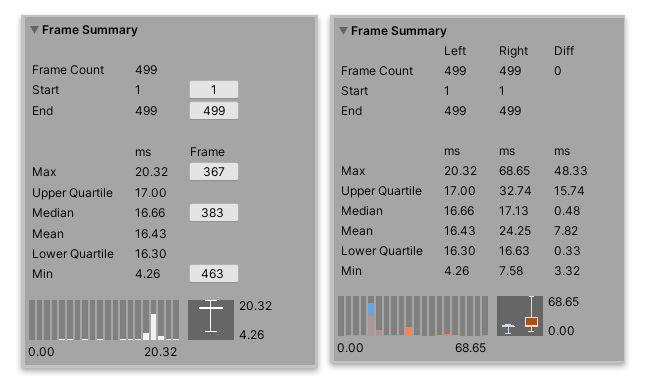 Frame Summary
Frame Count 499
Start 1 1
End 499 499
ms Frame
Max 20.32 367
Upper Quartile 17.00
Median 16.66 383
Mean 16.43
Lower Quartile 16.30
Min 4.26 463
20.32
4.26
0.00 20.32
Frame Summary
Left Right Diff
Frame Count 499 499 0
Start 1 1
End 499 499
ms ms ms
Max 20.32 68.65 48.33
Upper Quartile 17.00 32.74 15.74
Median 16.66 17.13 0.48
Mean 16.43 24.25 7.82
Lower Quartile 16.30 16.63 0.33
Min 4.26 7.58 3.32
68.65
0.00
0.00 68.65